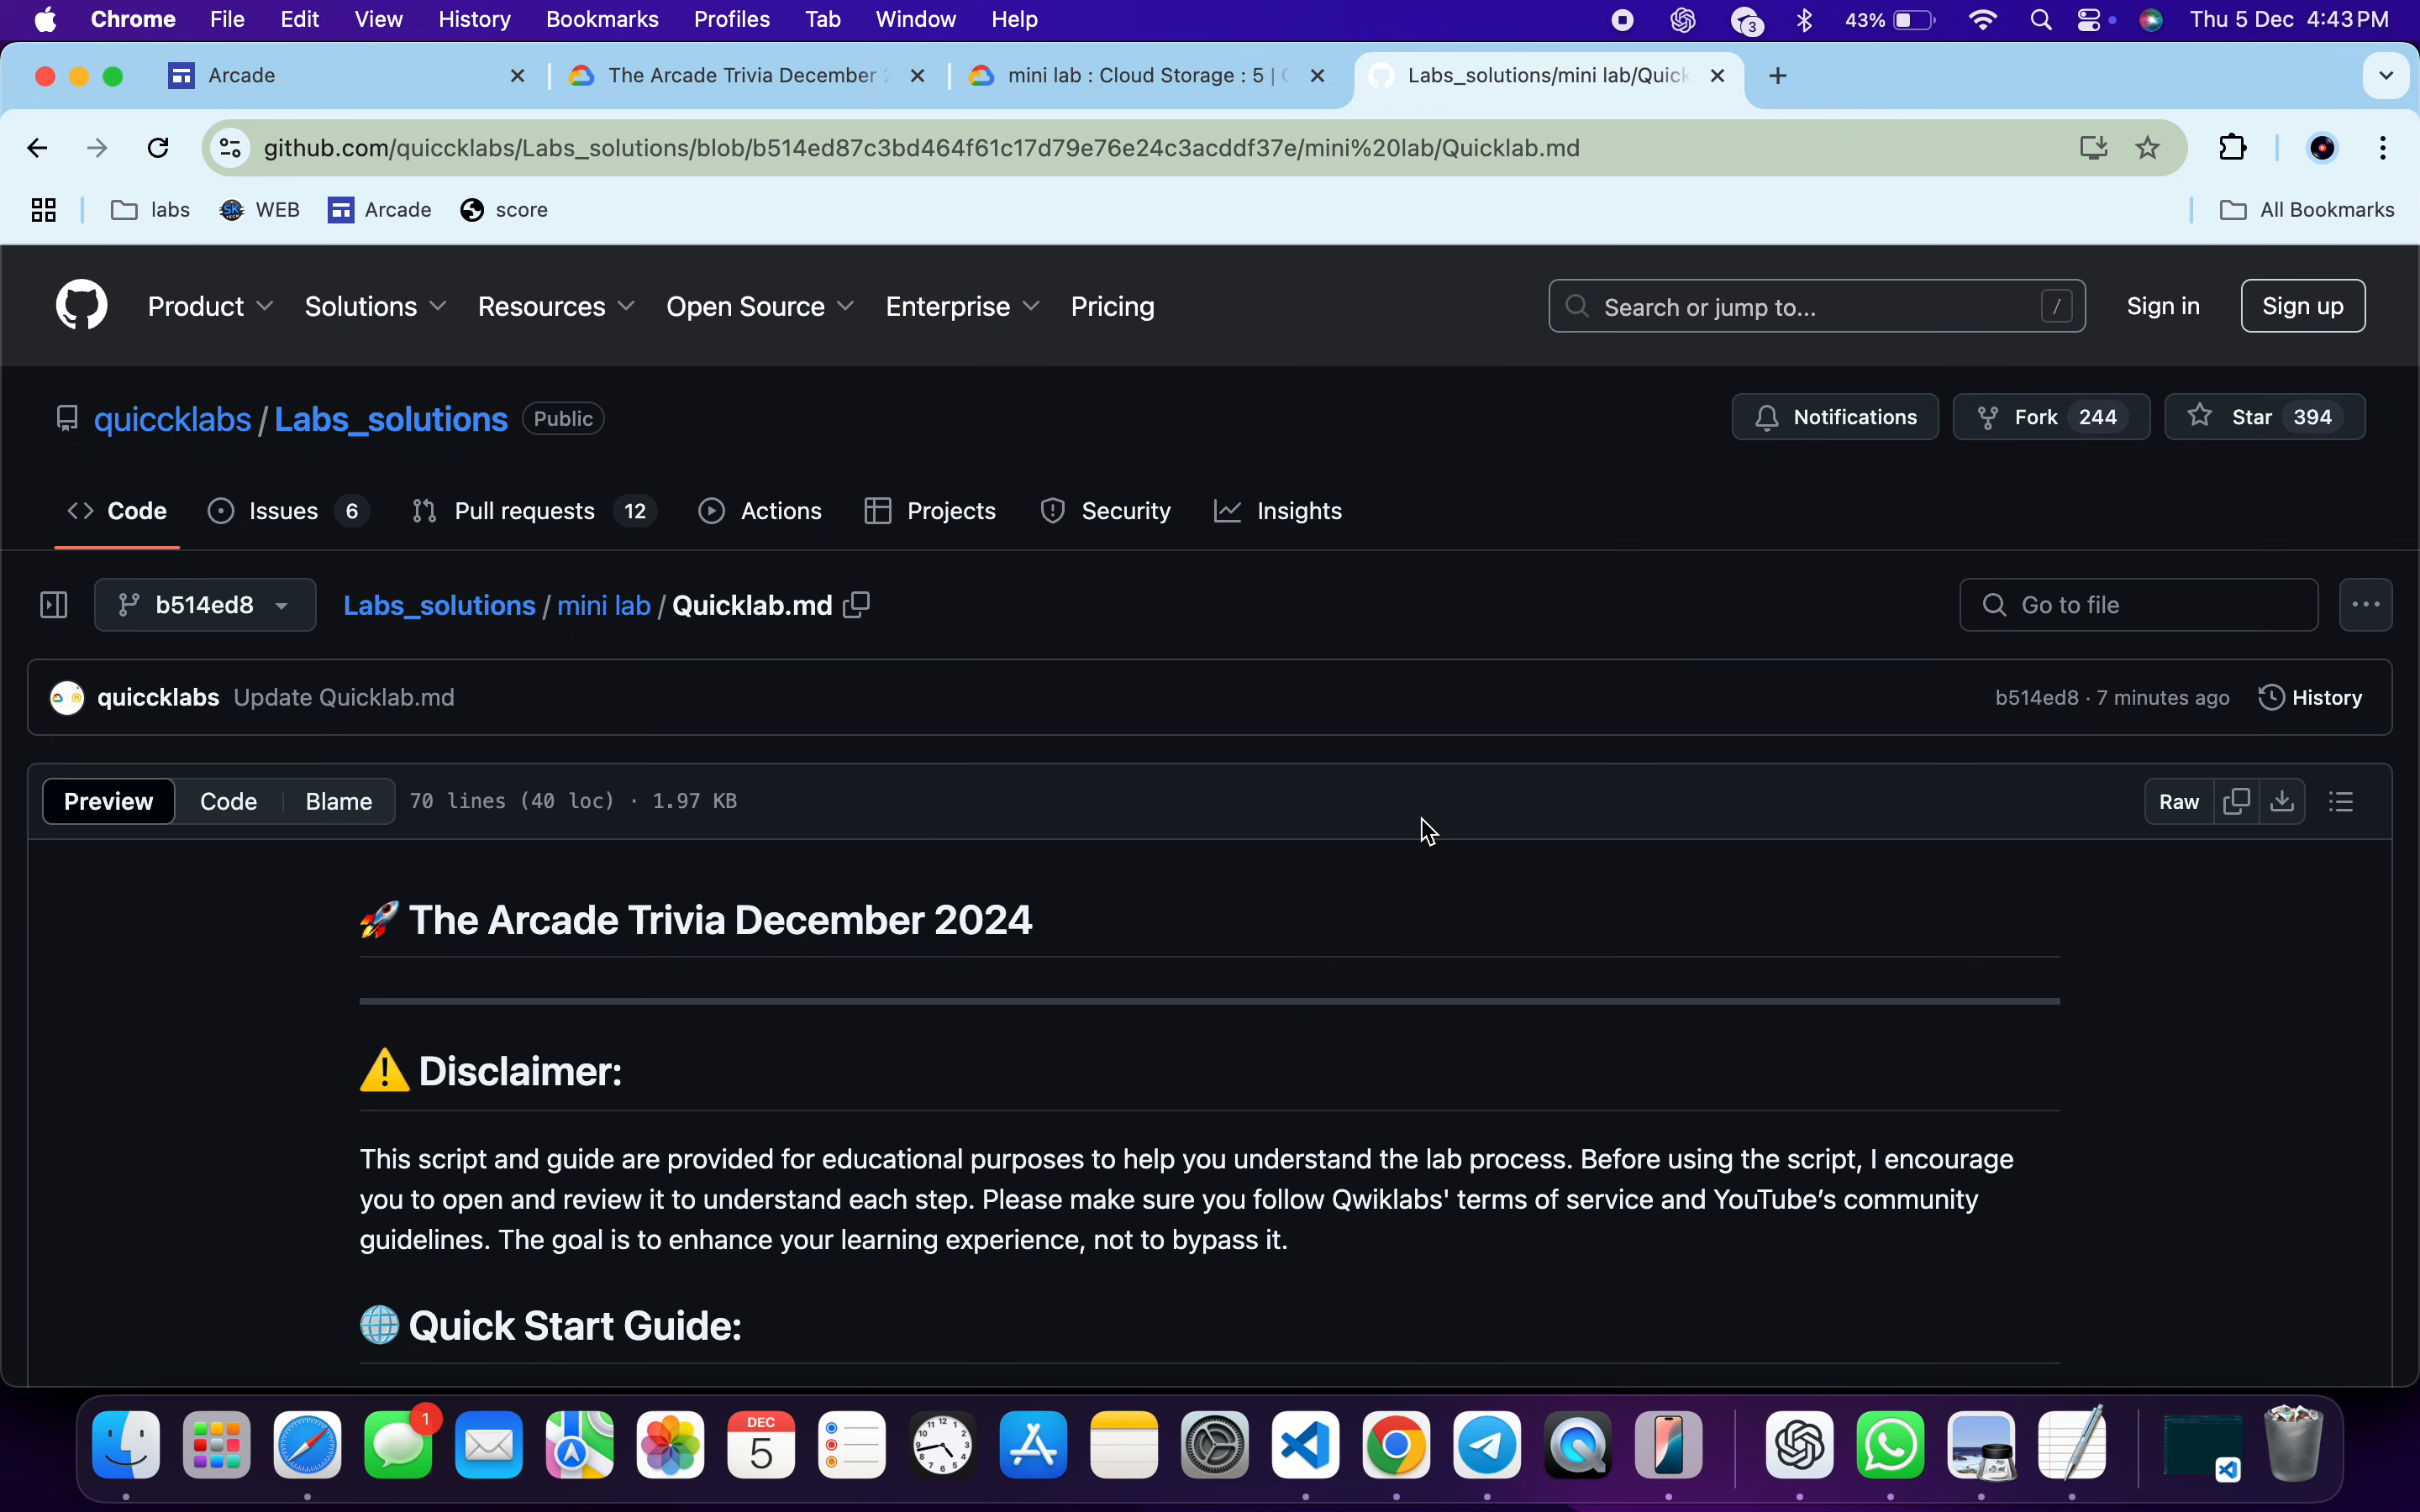 Chrome File Edit View History Bookmarks Profiles Tab Window Help 3 43% Thu 5 Dec 4:43 PM
Arcade The Arcade Trivia December mini lab : Cloud Storage : 5 | Labs_solutions/mini lab/Quick
github.com/quiccklabs/Labs_solutions/blob/b514ed87c3bd464f61c17d79e76e24c3acddf37e/mini%20lab/Quicklab.md
labs WEB Arcade score All Bookmarks
Product Solutions Resources Open Source Enterprise Pricing Search or jump to... / Sign in Sign up
quiccklabs / Labs_solutions Public Notifications Fork 244 Star 394
Code Issues 6 Pull requests 12 Actions Projects Security Insights
b514ed8 Labs_solutions / mini lab / Quicklab.md Go to file
quiccklabs Update Quicklab.md b514ed8 · 7 minutes ago History
Preview Code Blame 70 lines (40 loc) · 1.97 KB Raw
🚀 The Arcade Trivia December 2024
⚠️ Disclaimer:
This script and guide are provided for educational purposes to help you understand the lab process. Before using the script, I encourage
you to open and review it to understand each step. Please make sure you follow Qwiklabs' terms of service and YouTube's community
guidelines. The goal is to enhance your learning experience, not to bypass it.
🌐 Quick Start Guide:
1 DEC 5